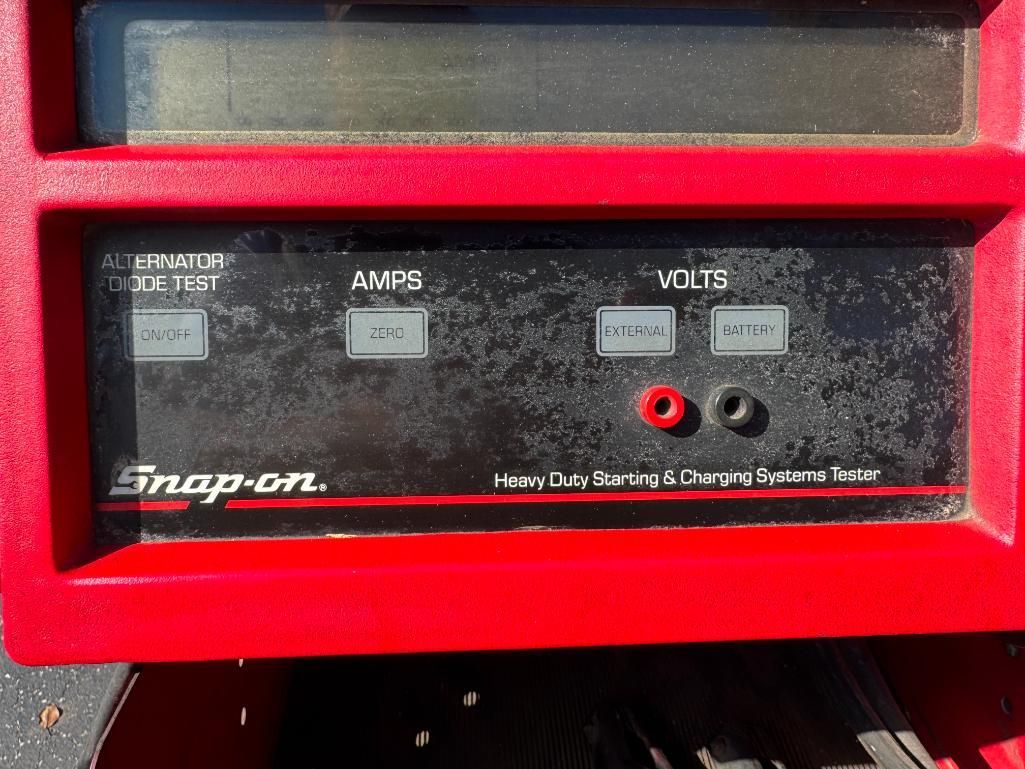 ALTERNATOR
DIODE TEST
AMPS
VOLTS
ON/OFF
ZERO
EXTERNAL
BATTERY
Snap-on®
Heavy Duty Starting & Charging Systems Tester